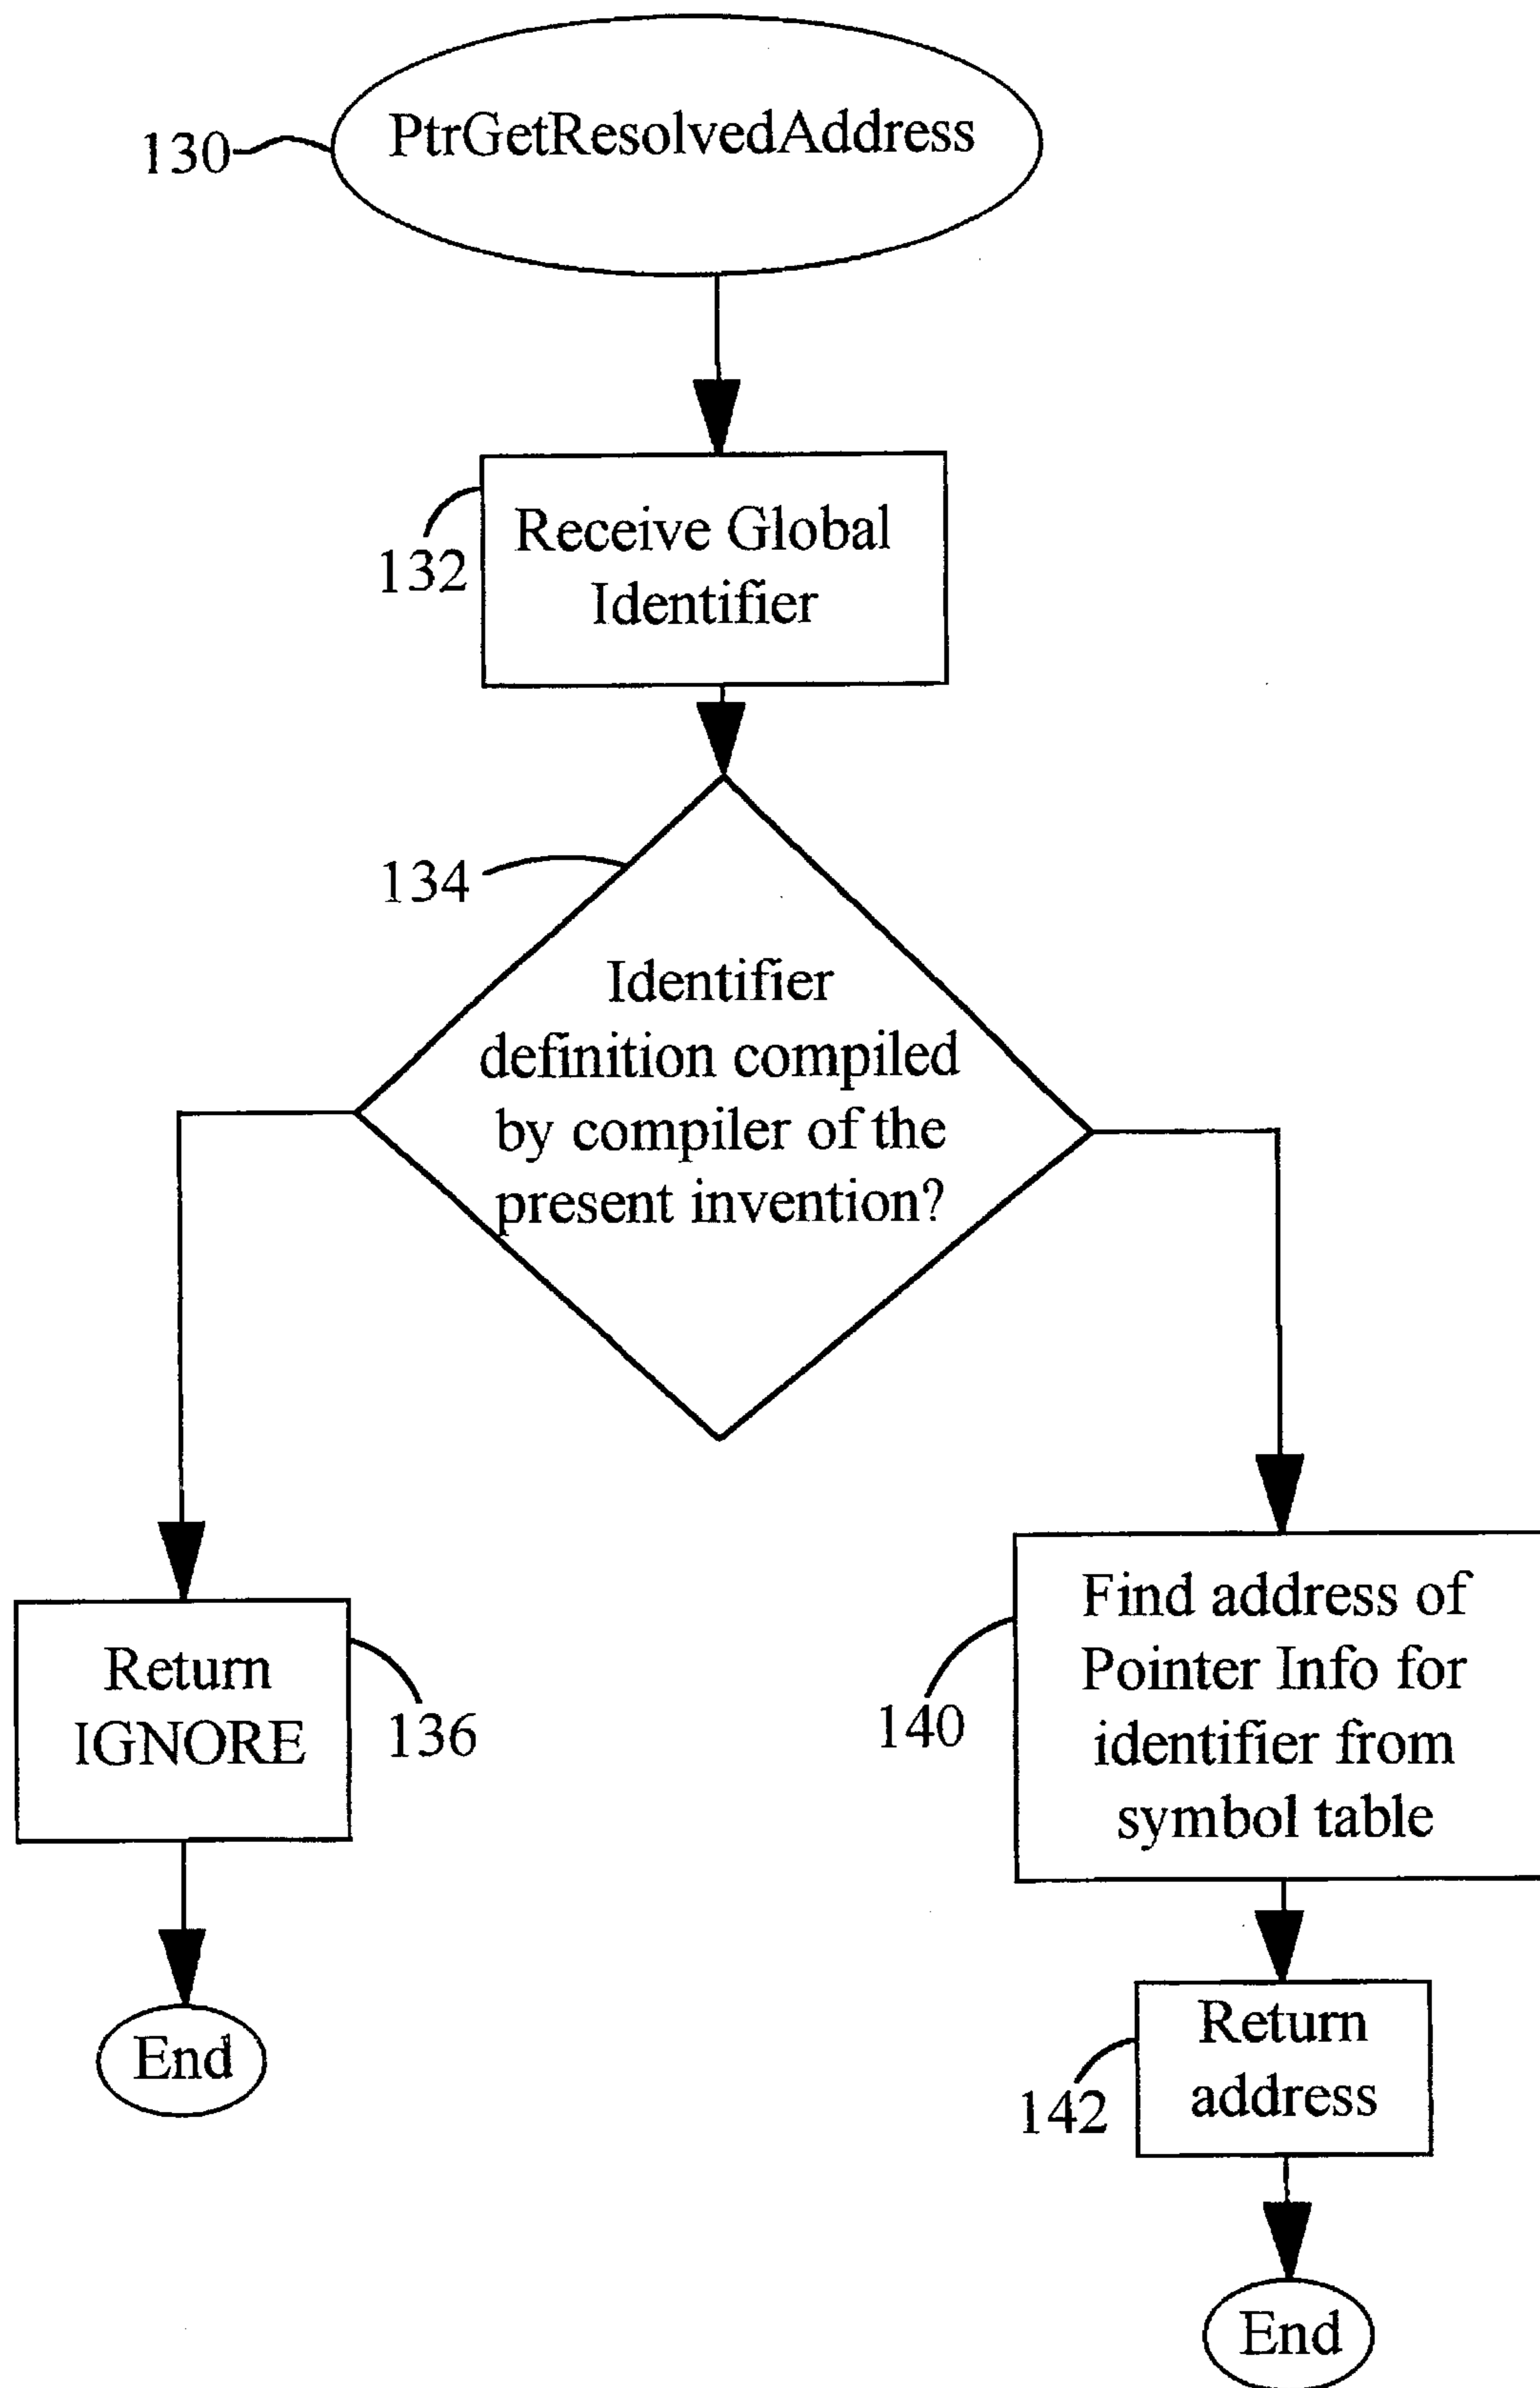 PtrGetResolvedAddress
130
Receive Global
Identifier
132
134
Identifier
definition compiled
by compiler of the
present invention?
Return
IGNORE
136
End
Find address of
Pointer Info for
identifier from
symbol table
140
Return
address
142
End